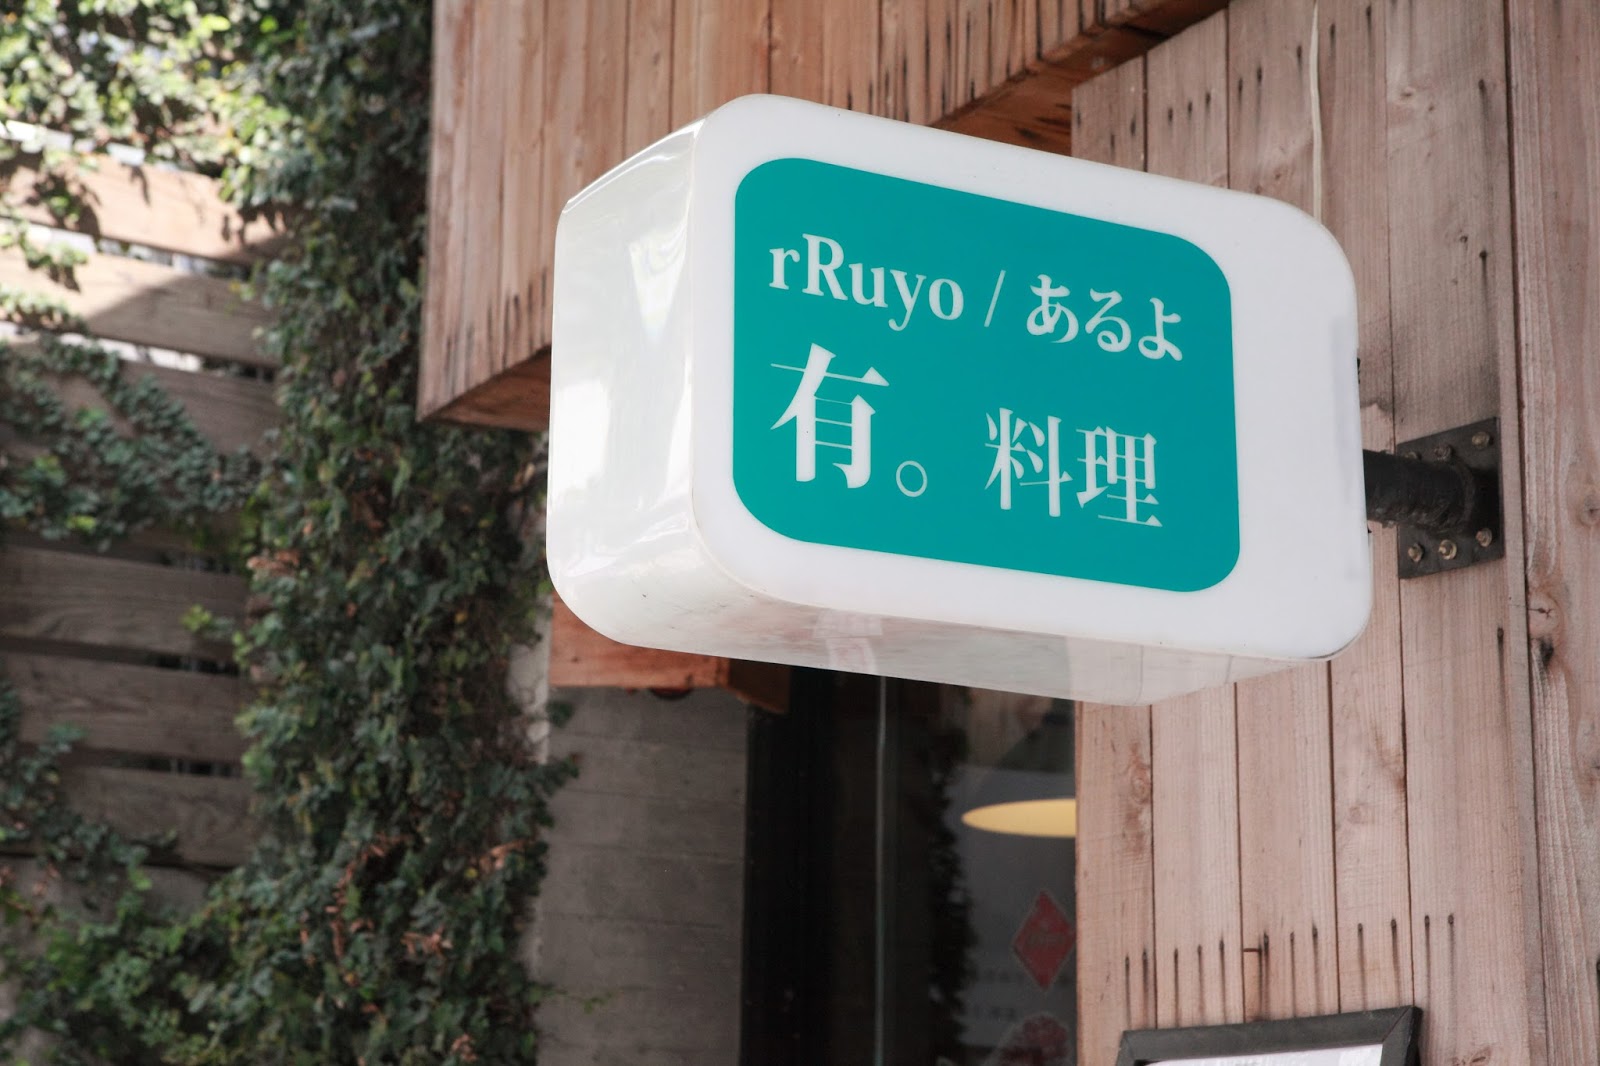 rRuyo / あるよ
有。料理